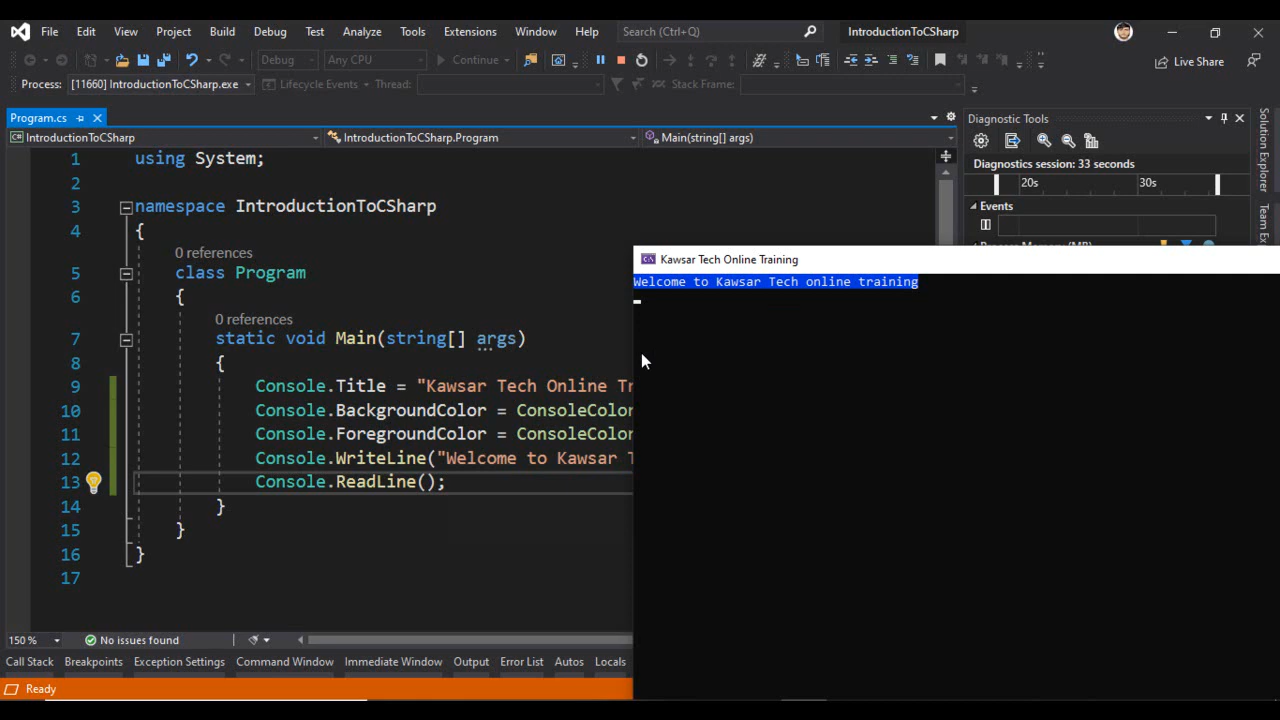 File Edit View Project Build Debug Test Analyze Tools Extensions Window Help Search (Ctrl+Q) IntroductionToCSharp
Debug Any CPU Continue Live Share
Process: [11660] IntroductionToCSharp.exe Lifecycle Events Thread: Stack Frame:
Program.cs
IntroductionToCSharp IntroductionToCSharp.Program Main(string[] args)
1 using System;
2
3 namespace IntroductionToCSharp
4 {
0 references
5 class Program
6 {
0 references
7 static void Main(string[] args)
8 {
9 Console.Title = "Kawsar Tech Online Tr
10 Console.BackgroundColor = ConsoleColor
11 Console.ForegroundColor = ConsoleColor
12 Console.WriteLine("Welcome to Kawsar T
13 Console.ReadLine();
14 }
15 }
16 }
17
150 % No issues found
Call Stack Breakpoints Exception Settings Command Window Immediate Window Output Error List Autos Locals
Ready
Diagnostic Tools
Diagnostics session: 33 seconds
20s 30s
Events
Process Memory (MB)
Kawsar Tech Online Training
Welcome to Kawsar Tech online training
Solution Explorer
Team Ex